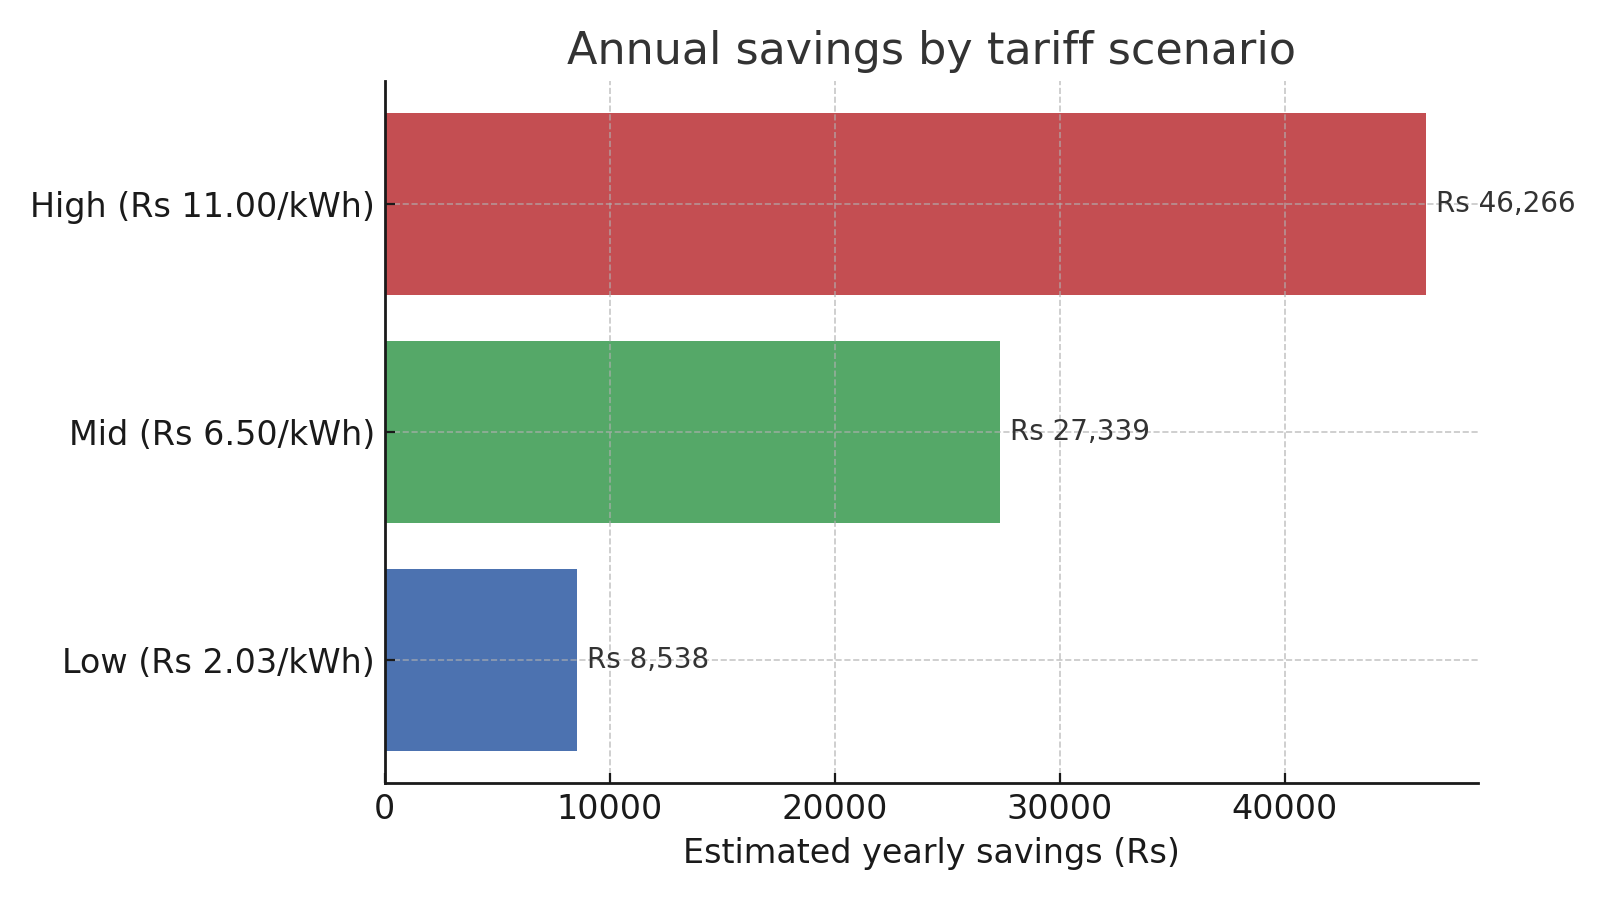 Annual savings by tariff scenario
High (Rs 11.00/kWh)
Rs 46,266
Mid (Rs 6.50/kWh)
Rs 27,339
Low (Rs 2.03/kWh)
Rs 8,538
0 10000 20000 30000 40000
Estimated yearly savings (Rs)